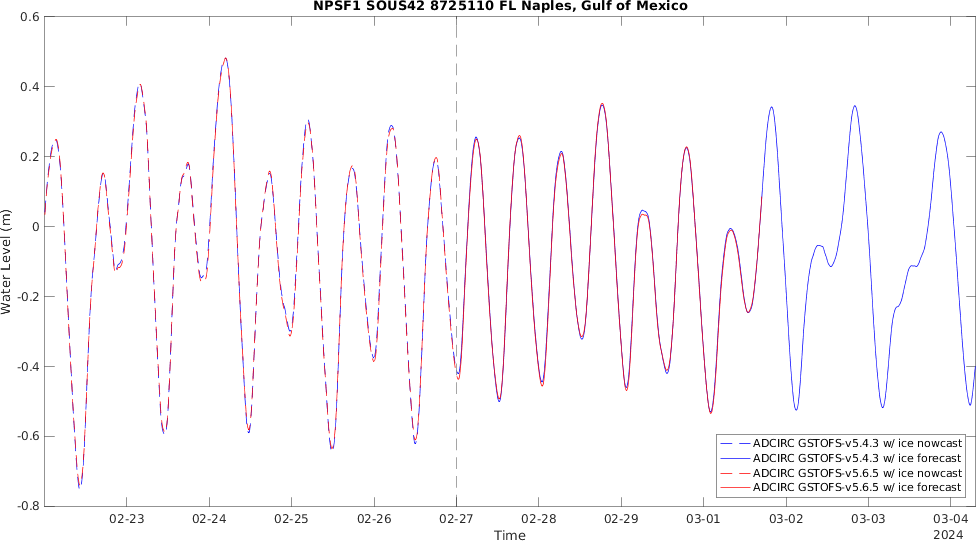 NPSF1 SOUS42 8725110 FL Naples, Gulf of Mexico
0.6
0.4
0.2
0
-0.2
-0.4
-0.6
-0.8
Water Level (m)
ADCIRC GSTOFS-v5.4.3 w/ ice nowcast
ADCIRC GSTOFS-v5.4.3 w/ ice forecast
ADCIRC GSTOFS-v5.6.5 w/ ice nowcast
ADCIRC GSTOFS-v5.6.5 w/ ice forecast
02-23 02-24 02-25 02-26 02-27 02-28 02-29 03-01 03-02 03-03 03-04
2024
Time